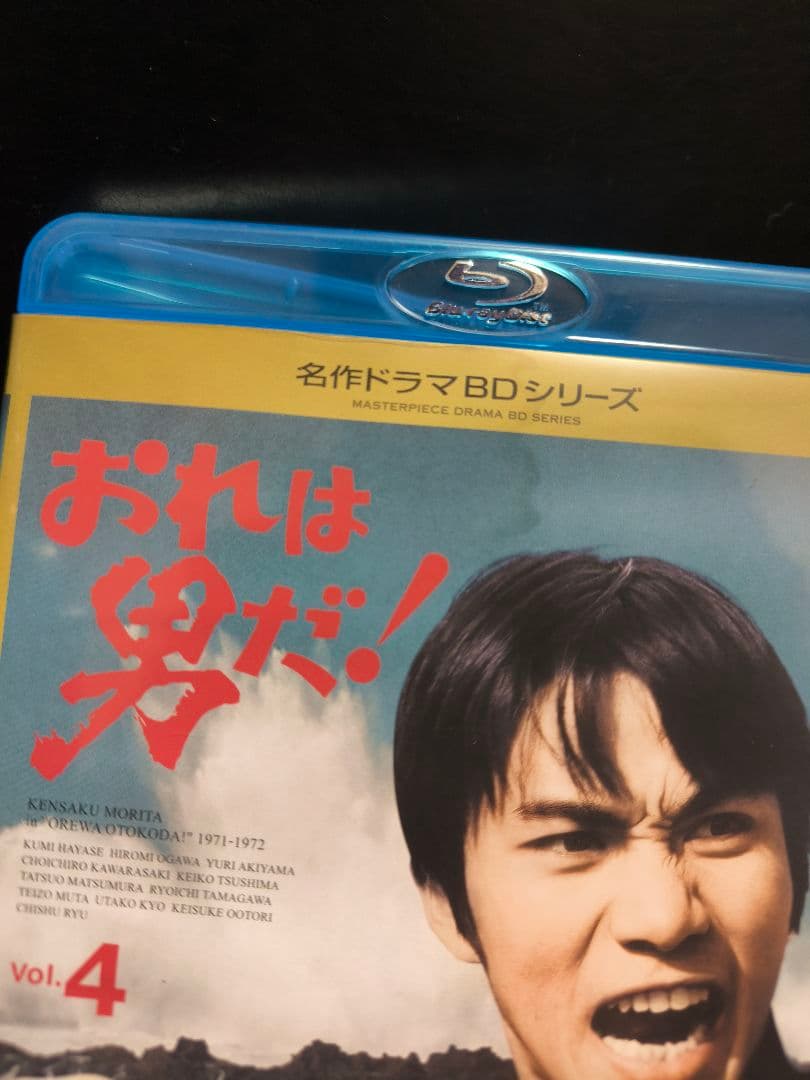 Blu-ray Disc™
名作ドラマBDシリーズ
MASTERPIECE DRAMA BD SERIES
おれは
男だ!
KENSAKU MORITA
in "OREWA OTOKODA!" 1971-1972
KUMI HAYASE HIROMI OGAWA YURI AKIYAMA
CHOICHIRO KAWARASAKI KEIKO TSUSHIMA
TATSUO MATSUMURA RYOICHI TAMAGAWA
TEIZO MUTA UTAKO KYO KEISUKE OOTORI
CHISHU RYU
Vol.4